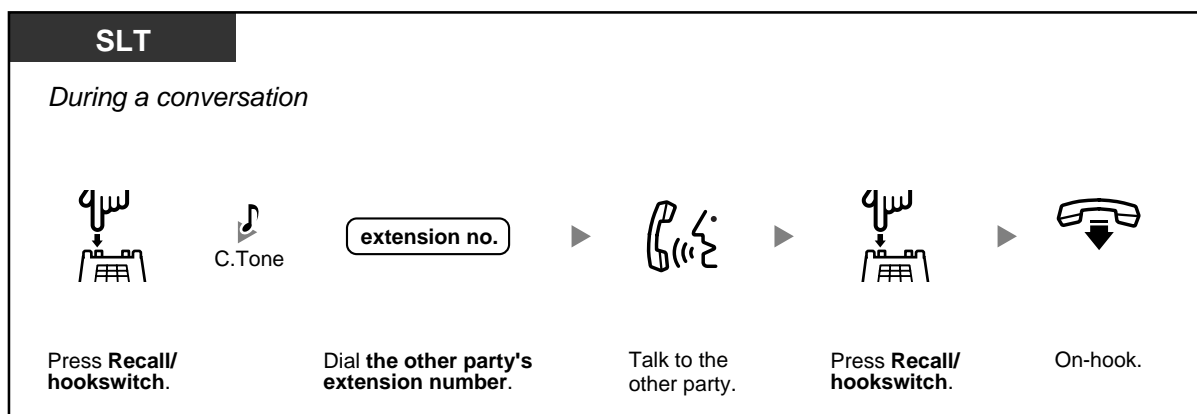 SLT
During a conversation
C.Tone
extension no.
Press Recall/
hookswitch.
Dial the other party's
extension number.
Talk to the
other party.
Press Recall/
hookswitch.
On-hook.